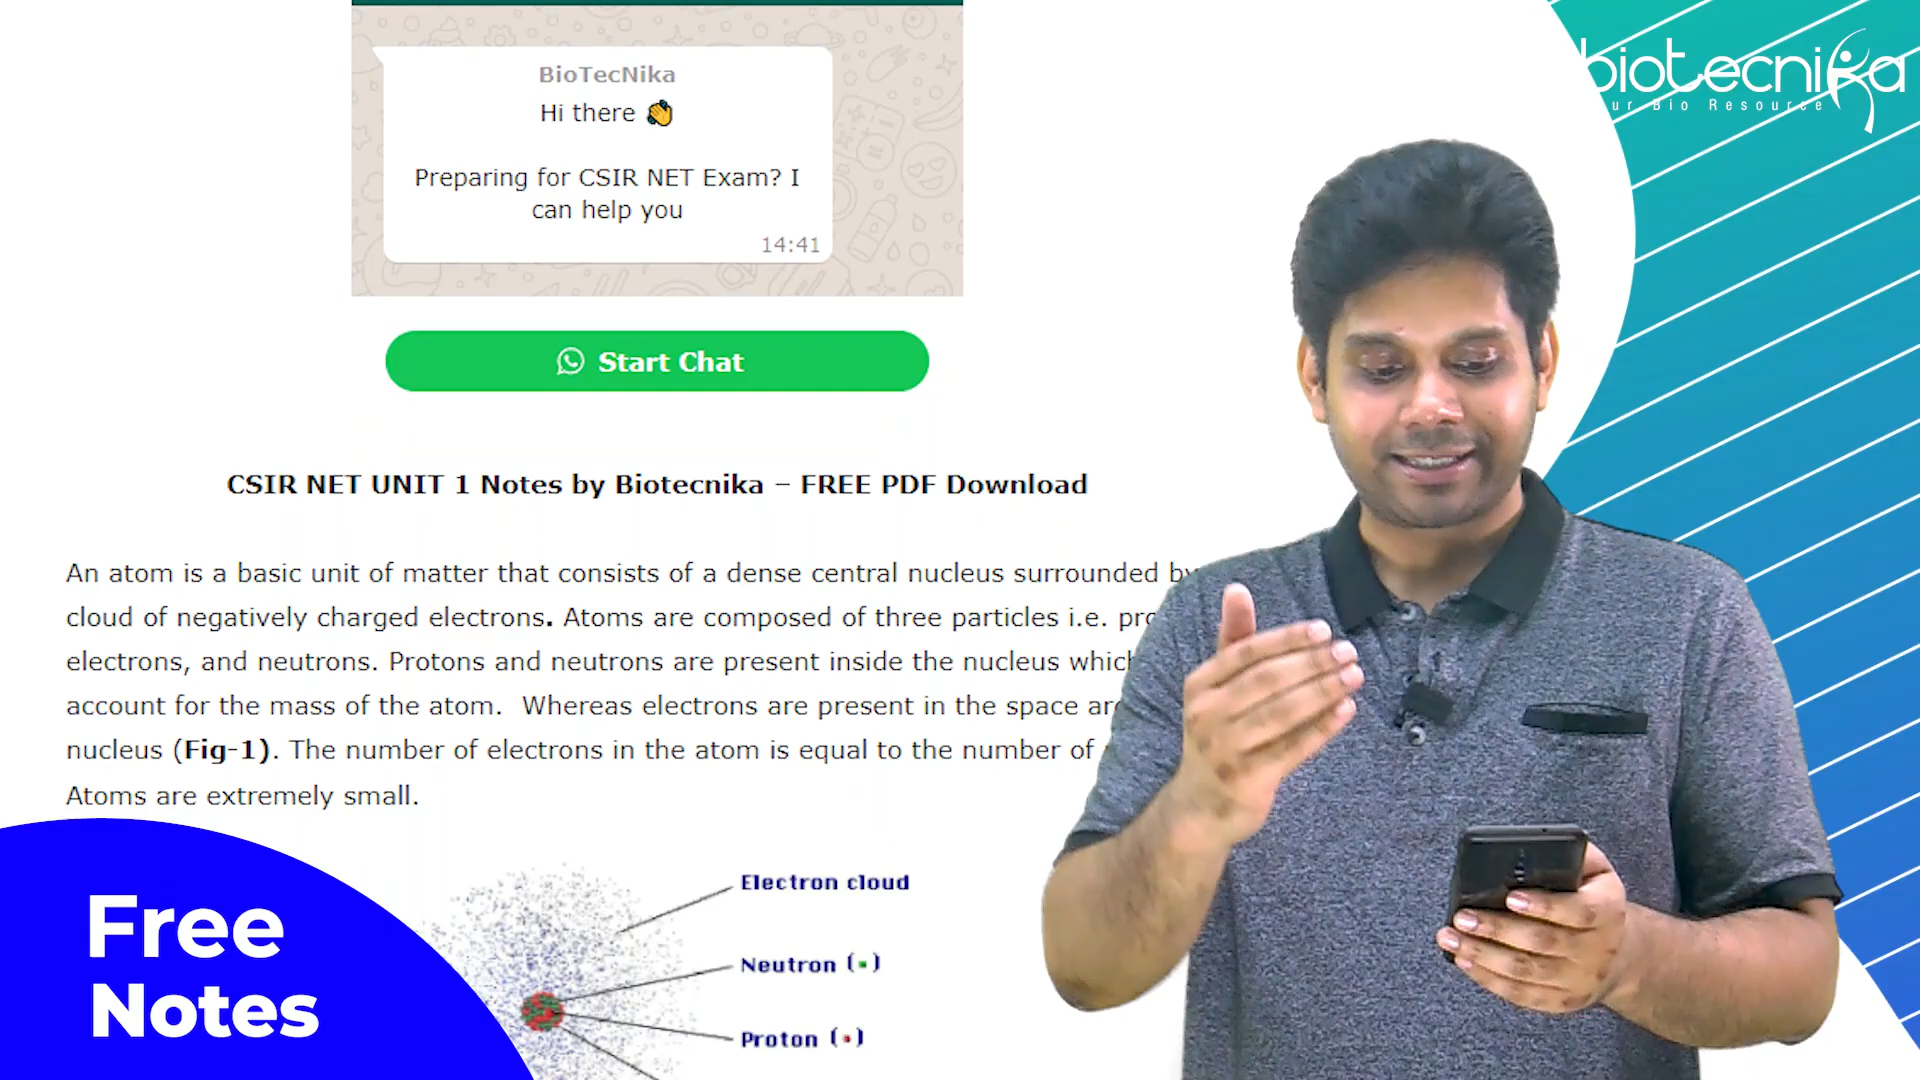 BioTecNika
Hi there
Preparing for CSIR NET Exam? I
can help you
14:41
Start Chat
CSIR NET UNIT 1 Notes by Biotecnika – FREE PDF Download
An atom is a basic unit of matter that consists of a dense central nucleus surrounded by
cloud of negatively charged electrons. Atoms are composed of three particles i.e.
electrons, and neutrons. Protons and neutrons are present inside the nucleus
account for the mass of the atom. Whereas electrons are present in the space
nucleus (Fig-1). The number of electrons in the atom is equal to the number of
Atoms are extremely small.
Electron cloud
Neutron (-)
Proton (•)
Free
Notes
biotecnika
ur Bio Resource